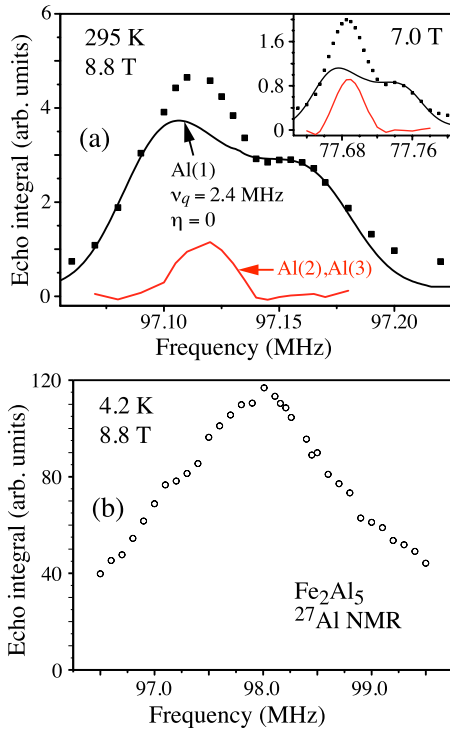 295 K
8.8 T
(a)
Echo integral (arb. units)
6
4
2
0
Al(1)
νq = 2.4 MHz
η = 0
Al(2),Al(3)
97.10
97.15
97.20
Frequency (MHz)
7.0 T
1.6
0.8
0
77.68
77.76
4.2 K
8.8 T
(b)
Echo integral (arb. units)
120
80
40
0
Fe2Al5
27Al NMR
97.0
98.0
99.0
Frequency (MHz)